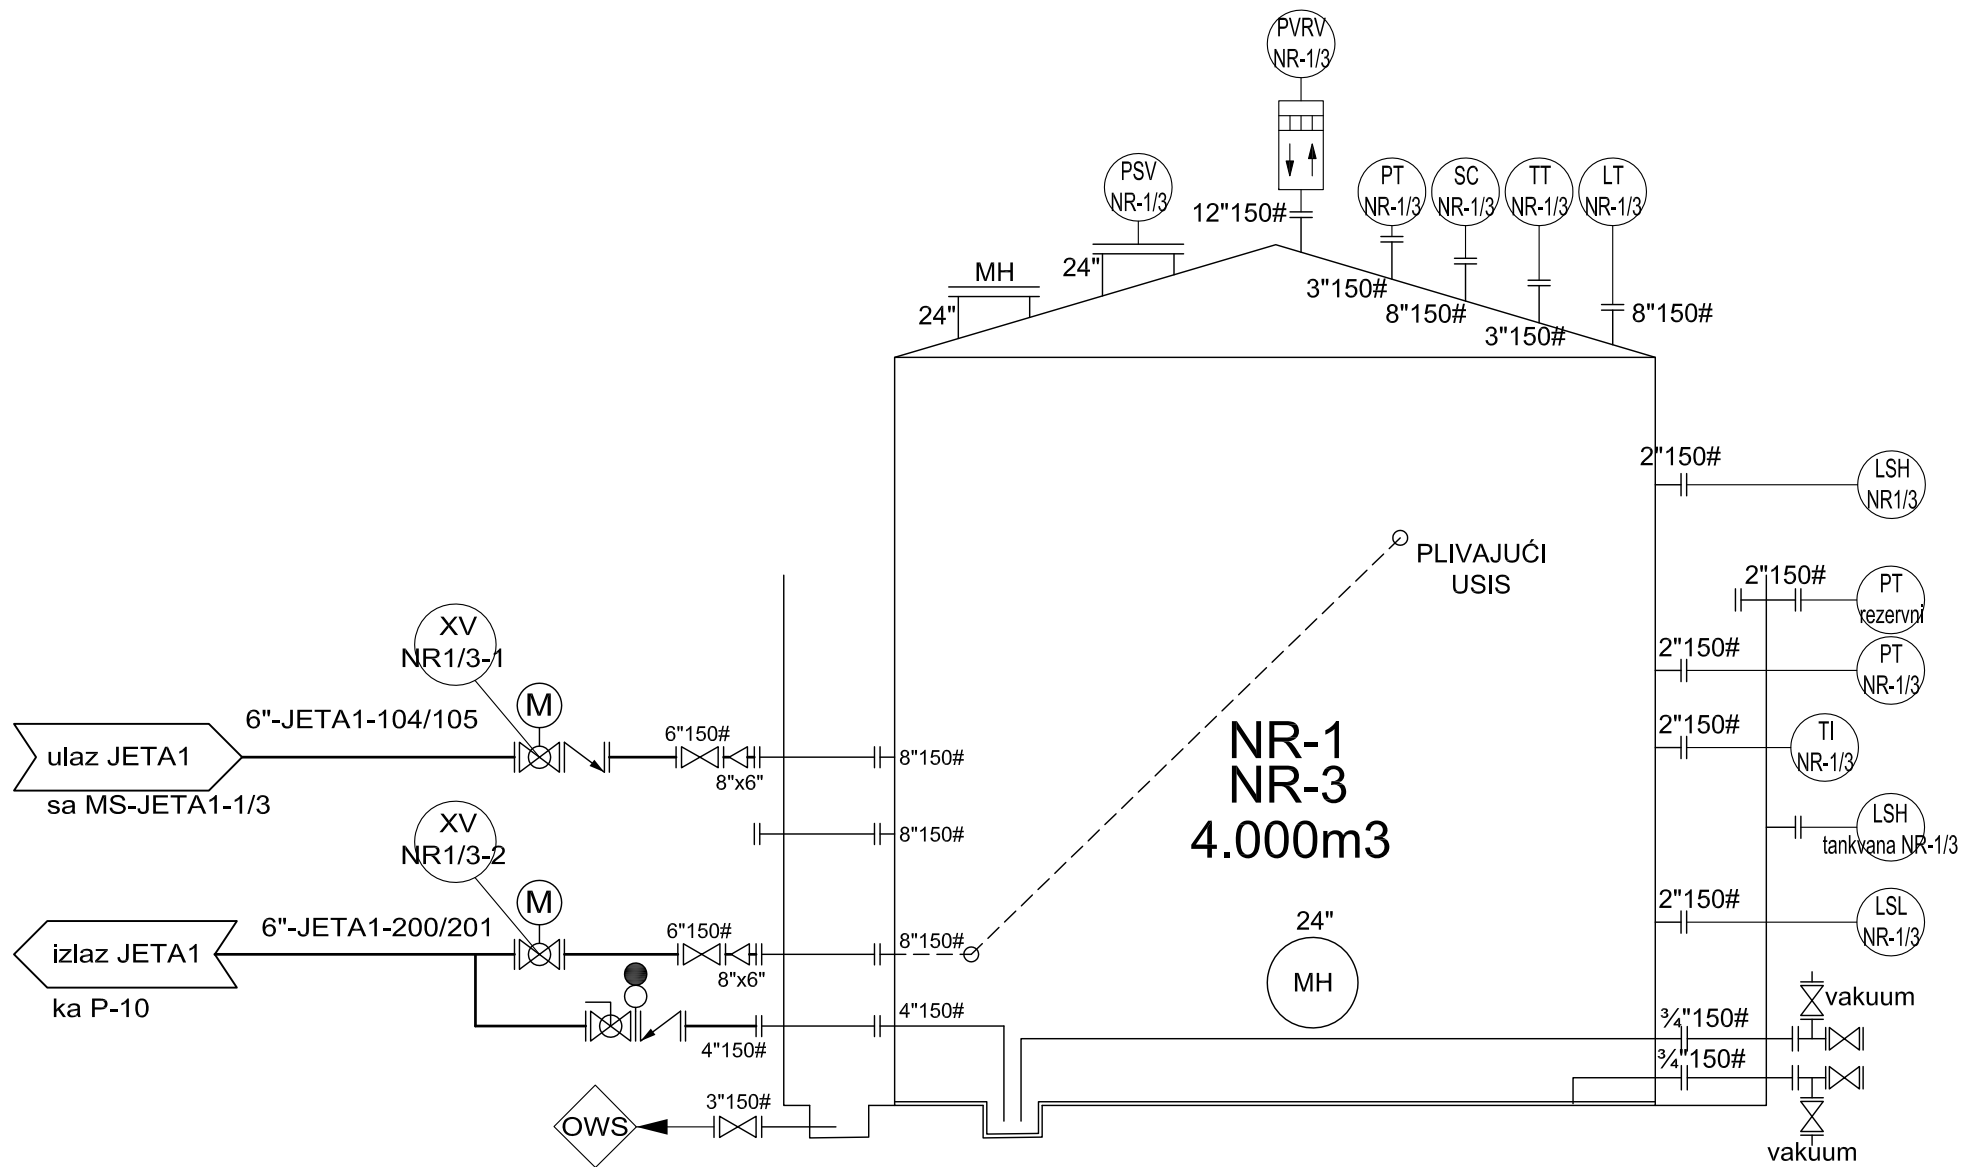 PVRV
NR-1/3
PSV
NR-1/3
PT
NR-1/3
SC
NR-1/3
TT
NR-1/3
LT
NR-1/3
12"150#
MH
24"
24"
3"150#
8"150#
3"150#
8"150#
2"150#
LSH
NR1/3
PLIVAJUĆI
USIS
2"150#
PT
rezervni
XV
NR1/3-1
2"150#
PT
NR-1/3
M
6"-JETA1-104/105
6"150#
NR-1
NR-3
4.000m3
2"150#
TI
NR-1/3
ulaz JETA1
8"x6"
8"150#
sa MS-JETA1-1/3
XV
NR1/3-2
8"150#
LSH
tankvana NR-1/3
M
6"-JETA1-200/201
6"150#
8"150#
24"
MH
2"150#
LSL
NR-1/3
izlaz JETA1
8"x6"
ka P-10
4"150#
4"150#
vakuum
¾"150#
¾"150#
3"150#
OWS
vakuum